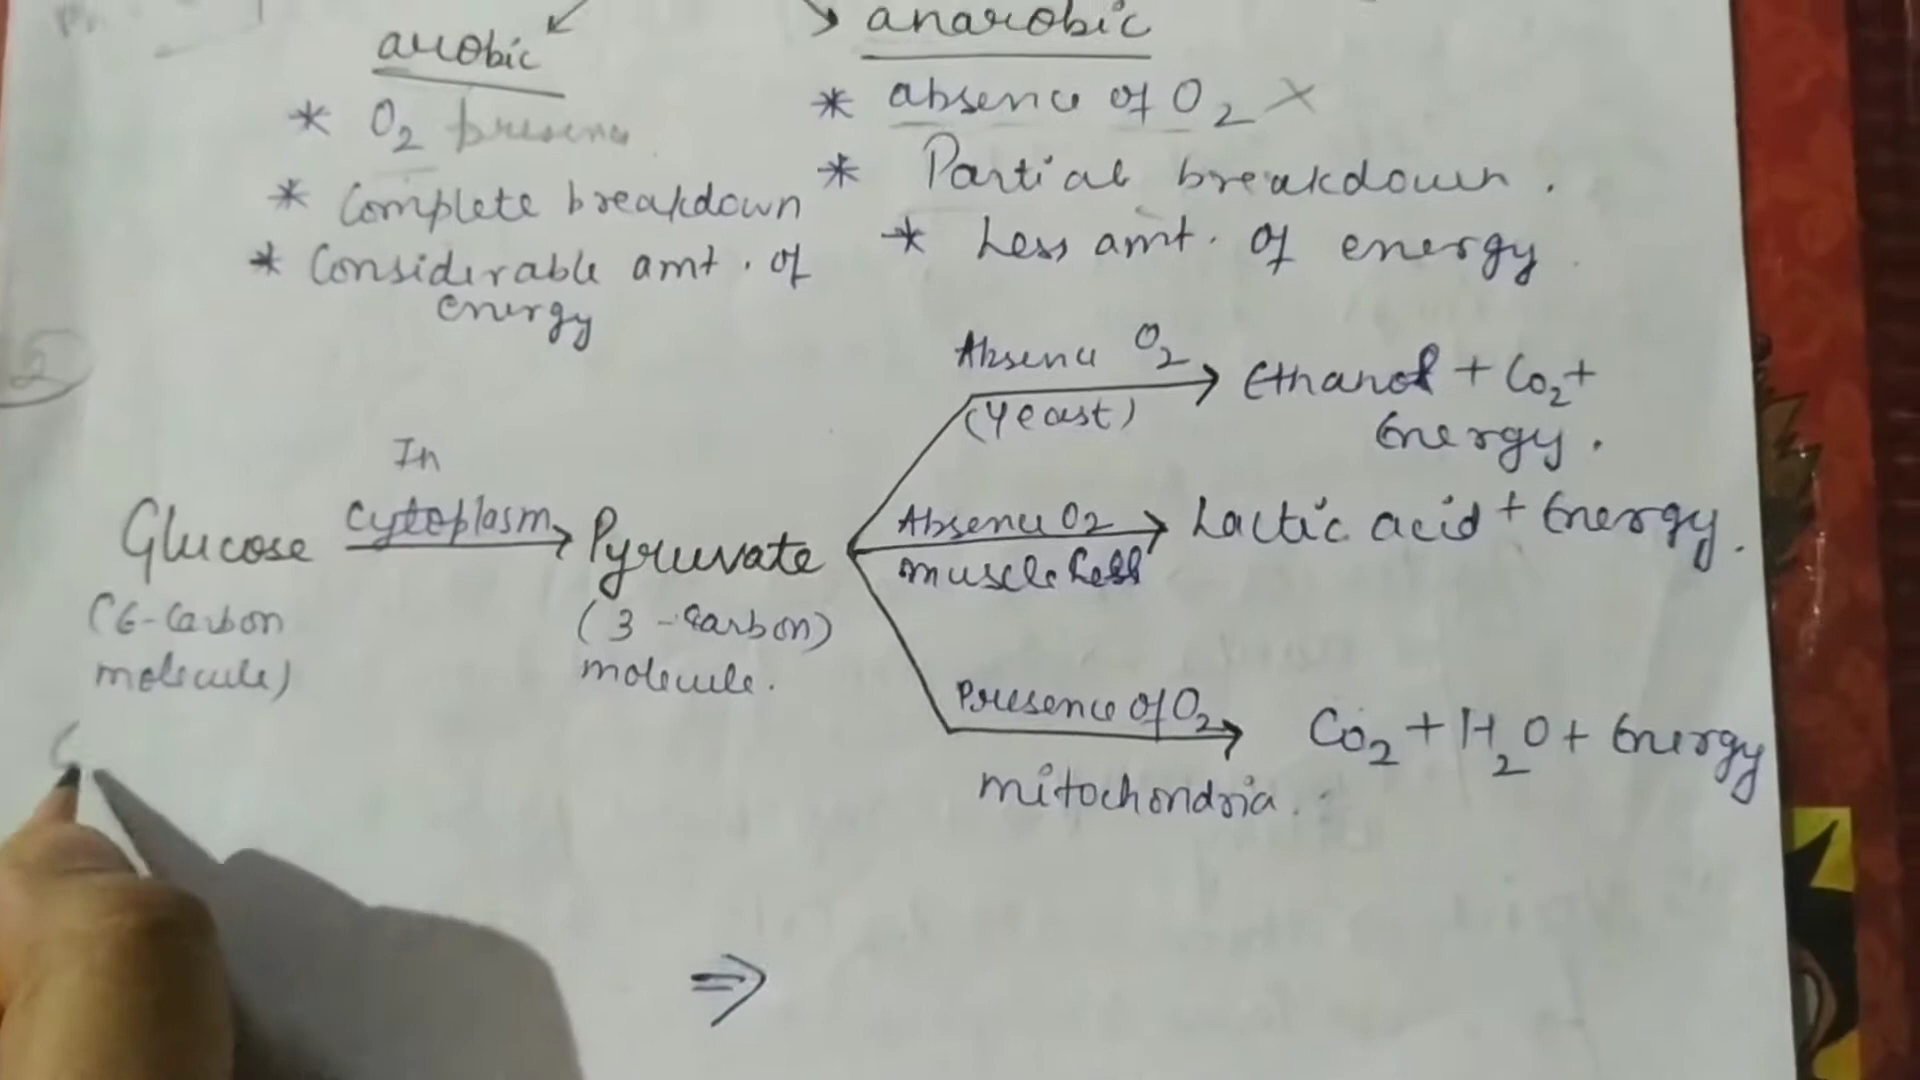 aerobic
anarobic
* O2 presence
* absence of O2 ×
* Complete breakdown
* Partial breakdown.
* Considerable amt. of
energy
* Less amt. of energy
Absence O2
(Yeast)
Ethanol + Co2 +
Energy.
In
cytoplasm
Glucose
(6-Carbon
molecule)
Pyruvate
(3-Carbon)
molecule.
Absence O2
muscle
Lactic acid + Energy.
Presence of O2
mitochondria.
Co2 + H2O + Energy
⇒